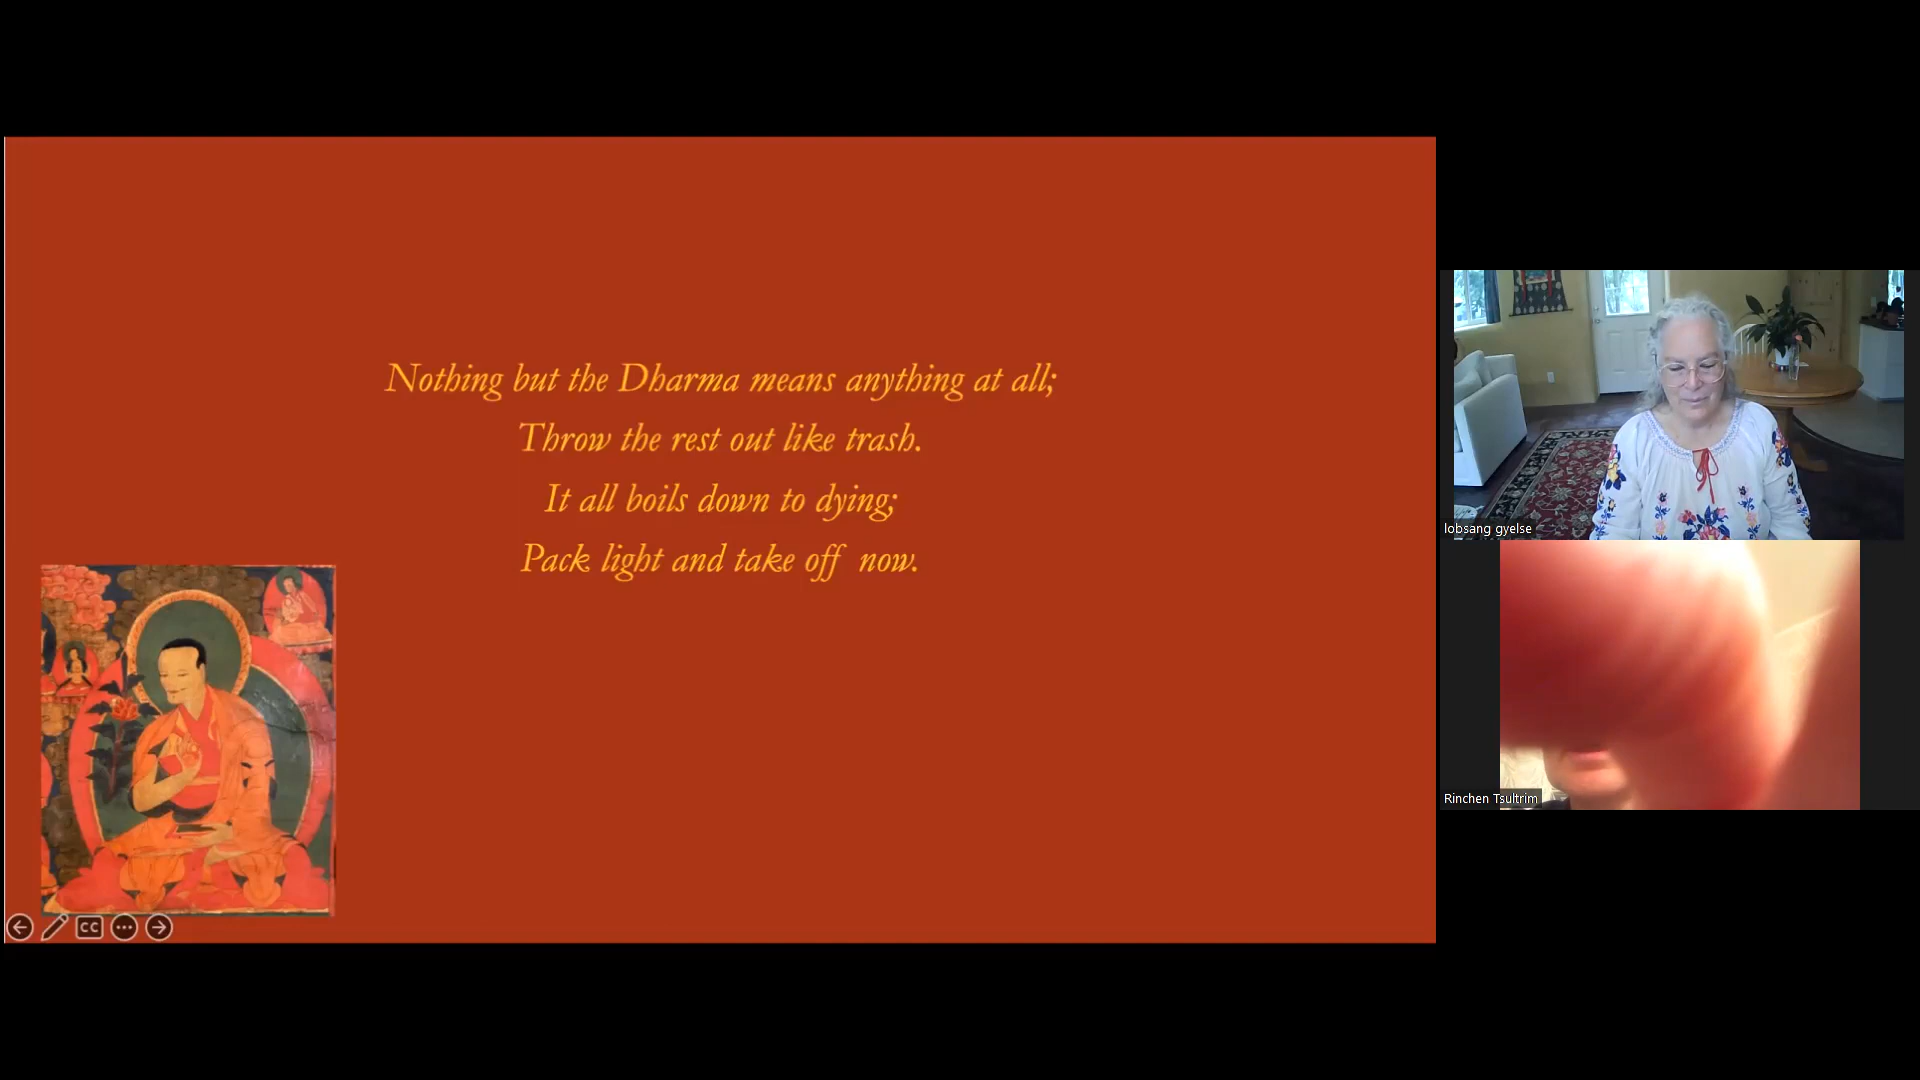 Nothing but the Dharma means anything at all;
Throw the rest out like trash.
It all boils down to dying;
Pack light and take off now.
CC
lobsang gyelse
Rinchen Tsultrim